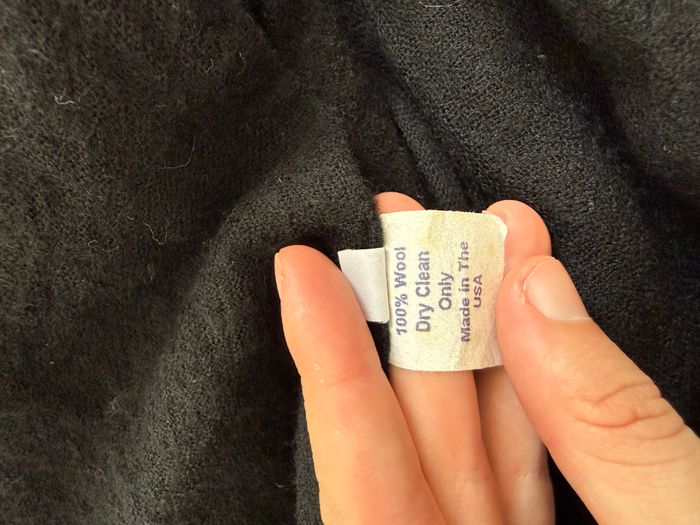 100% Wool
Dry Clean
Only
Made in The
USA